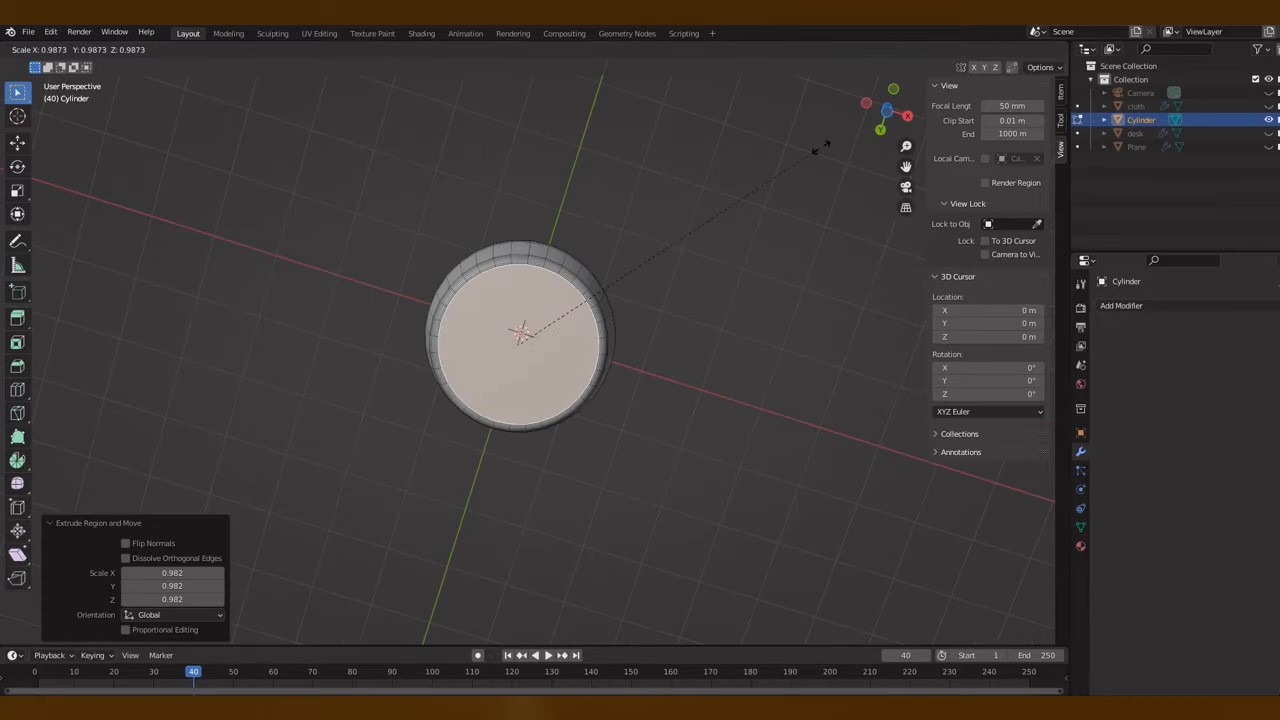 File Edit Render Window Help Layout Modeling Sculpting UV Editing Texture Paint Shading Animation Rendering Compositing Geometry Nodes Scripting + Scene ViewLayer
Scale X: 0.9873 Y: 0.9873 Z: 0.9873
X Y Z Options
User Perspective
(40) Cylinder
X
Y
View
Focal Lengt 50 mm
Clip Start 0.01 m
End 1000 m
Local Cam... Ca...
Render Region
View Lock
Lock to Obj
Lock To 3D Cursor
Camera to Vi...
3D Cursor
Location:
X 0 m
Y 0 m
Z 0 m
Rotation:
X 0°
Y 0°
Z 0°
XYZ Euler
Collections
Annotations
Item
Tool
View
Scene Collection
Collection
Camera
cloth
Cylinder
desk
Plane
Cylinder
Add Modifier
Extrude Region and Move
Flip Normals
Dissolve Orthogonal Edges
Scale X 0.982
Y 0.982
Z 0.982
Orientation Global
Proportional Editing
Playback Keying View Marker 40 Start 1 End 250
0 10 20 30 40 50 60 70 80 90 100 110 120 130 140 150 160 170 180 190 200 210 220 230 240 250